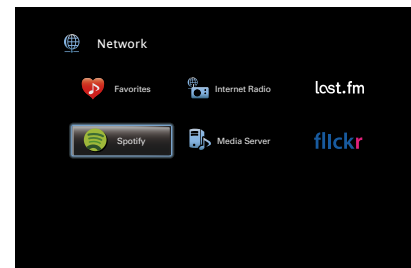 Network
Favorites Internet Radio last.fm
Spotify Media Server flickr